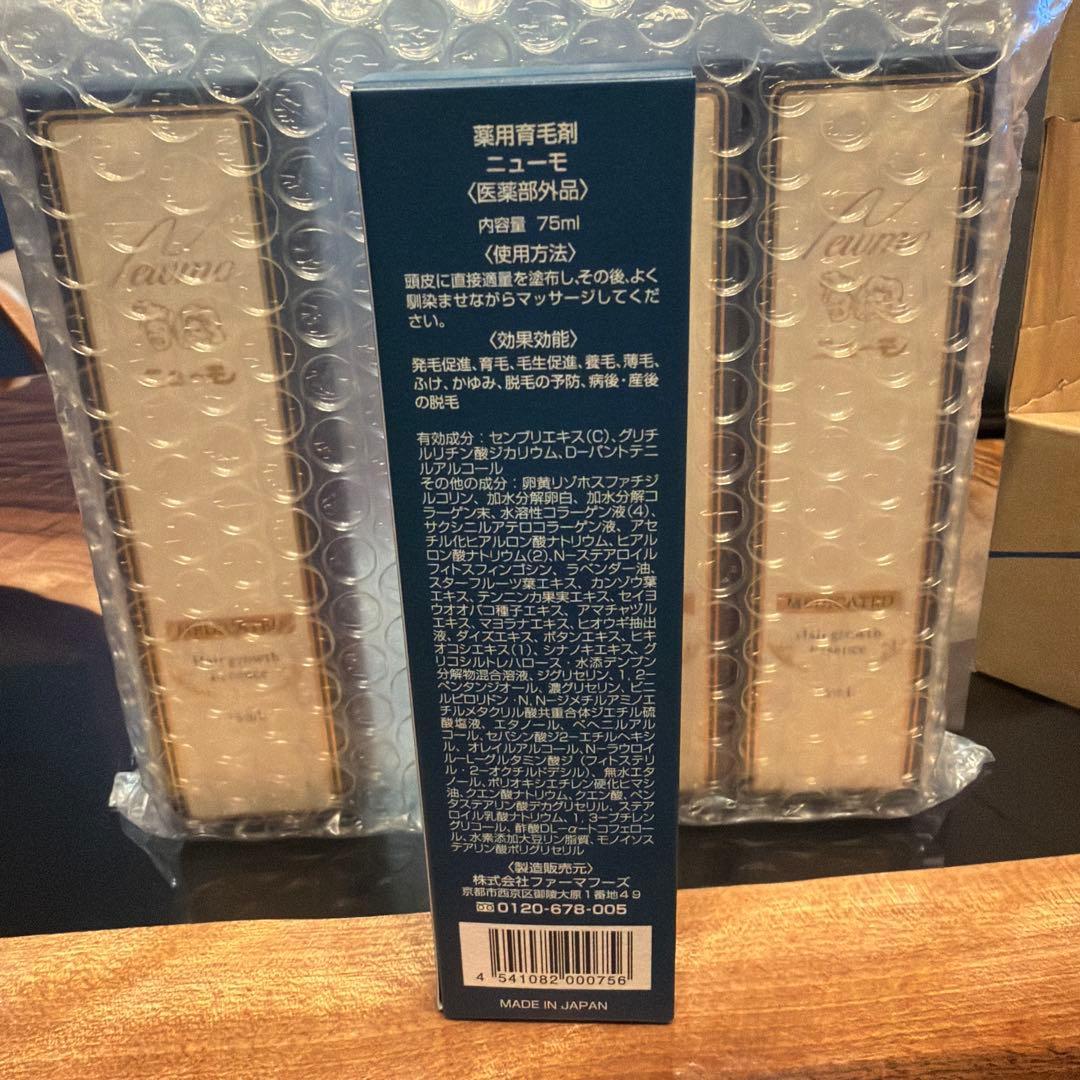 薬用育毛剤
ニューモ
〈医薬部外品〉
内容量 75ml
〈使用方法〉
頭皮に直接適量を塗布し、その後、よく
馴染ませながらマッサージしてくだ
さい。
〈効果効能〉
発毛促進、育毛、毛生促進、養毛、薄毛、
ふけ、かゆみ、脱毛の予防、病後・産後
の脱毛
有効成分：センブリエキス(C)、グリチ
ルリチン酸ジカリウム、D-パントテニ
ルアルコール
その他の成分：卵黄リゾホスファチジ
ルコリン、加水分解卵白、加水分解コ
ラーゲン末、水溶性コラーゲン液(4)、
サクシニルアテロコラーゲン液、アセ
チル化ヒアルロン酸ナトリウム、ヒアル
ロン酸ナトリウム(2)、N-ステアロイル
フィトスフィンゴシン、ラベンダー油、
スターフルーツ葉エキス、カンゾウ葉
エキス、テンニンカ果実エキス、セイヨ
ウオオバコ種子エキス、アマチャヅル
エキス、マヨラナエキス、ヒオウギ抽出
液、ダイズエキス、ボタンエキス、ヒキ
オコシエキス(1)、シナノキエキス、グ
リコシルトレハロース・水添デンプン
分解物混合溶液、ジグリセリン、1,2-
ペンタンジオール、濃グリセリン、ビニ
ルピロリドン・N,N-ジメチルアミノエ
チルメタクリル酸共重合体ジエチル硫
酸塩液、エタノール、ベヘニルアル
コール、セバシン酸ジ2-エチルヘキシ
ル、オレイルアルコール、N-ラウロイ
ル-L-グルタミン酸ジ(フィトステリ
ル・2-オクチルドデシル)、無水エタ
ノール、ポリオキシエチレン硬化ヒマシ
油、クエン酸ナトリウム、クエン酸、ペン
タステアリン酸デカグリセリル、ステア
ロイル乳酸ナトリウム、1,3-ブチレン
グリコール、酢酸DL-α-トコフェロー
ル、水素添加大豆リン脂質、モノイソス
テアリン酸ポリグリセリル
〈製造販売元〉
株式会社ファーマフーズ
京都市西京区御陵大原1番地49
0120-678-005
4 541082 000756
MADE IN JAPAN
Newmo
ニューモ
MEDICATED
Hair growth
essence
Newmo
ニューモ
MEDICATED
Hair growth
essence